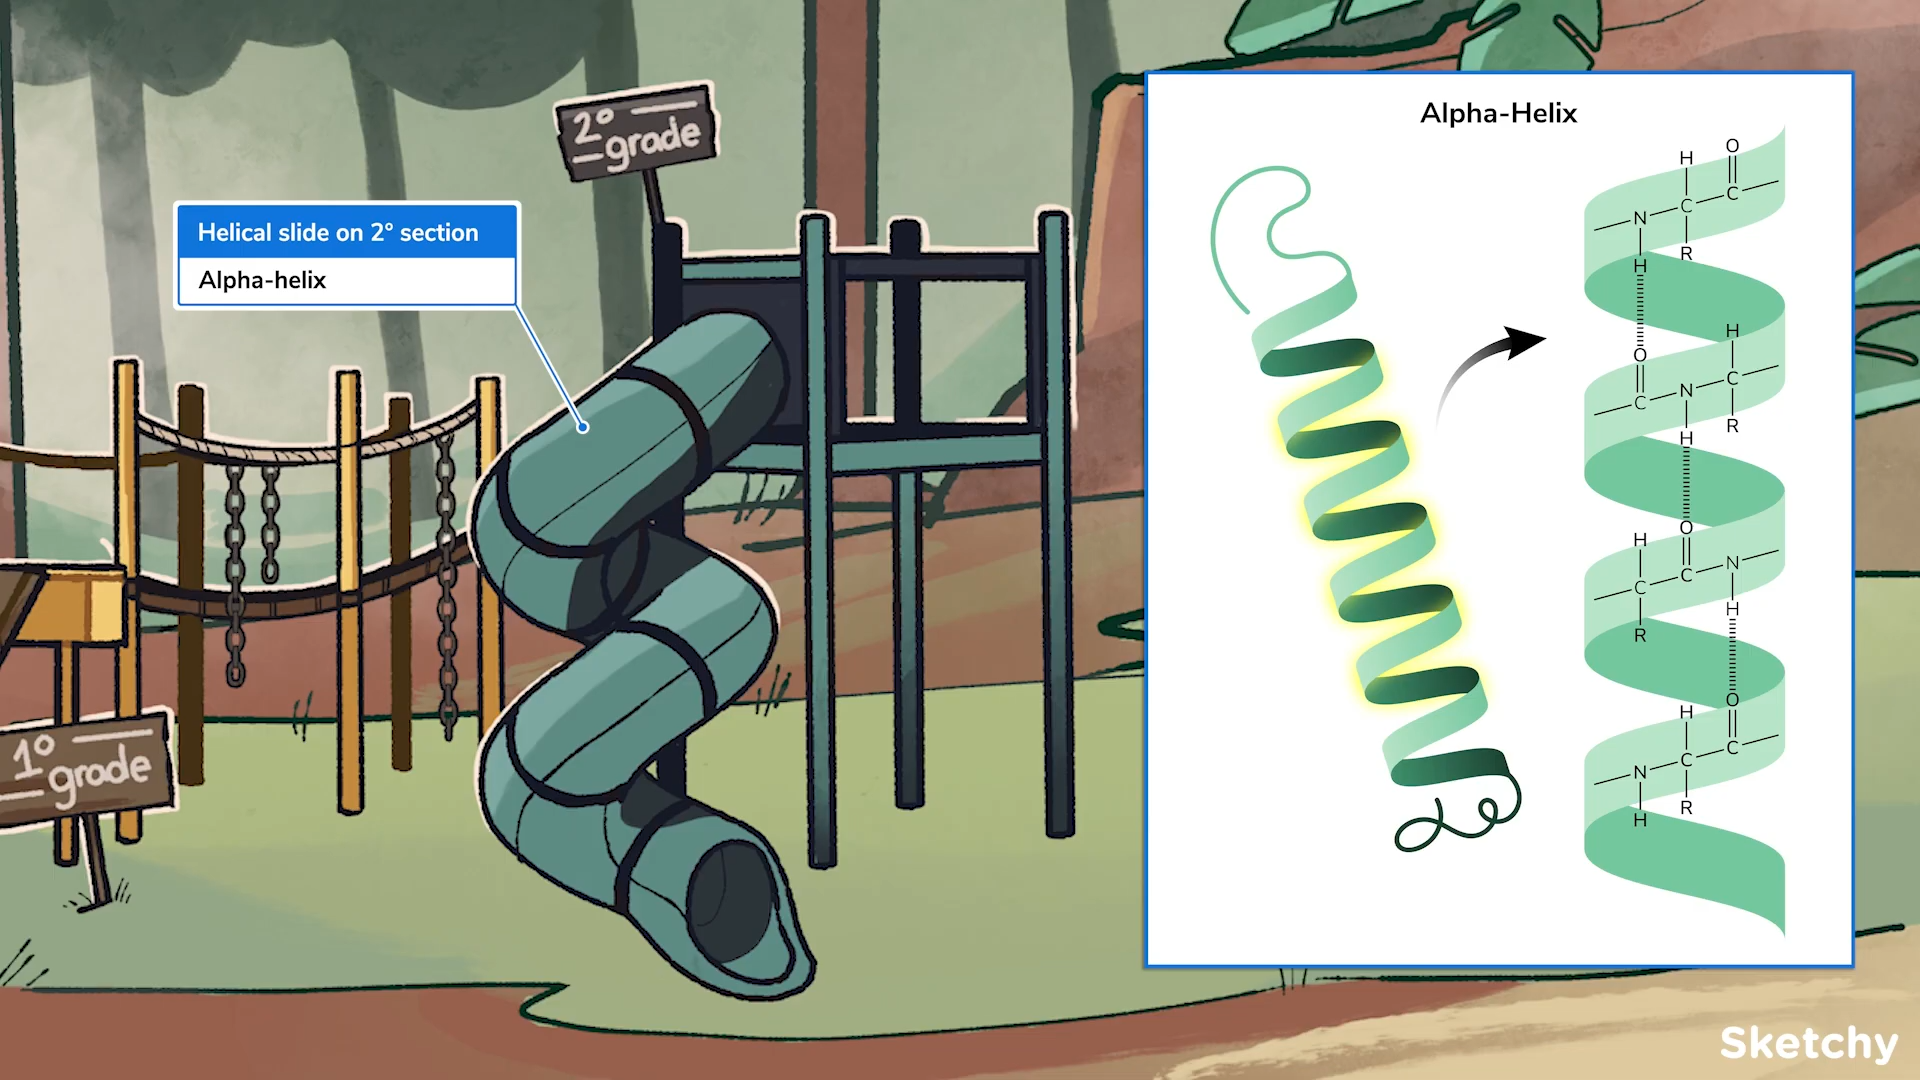 2° grade
Helical slide on 2° section
Alpha-helix
1° grade
Alpha-Helix
H O
N C C
H R
O H
C N C
H R
H O N
C C
R H
H O
N C C
H R
Sketchy